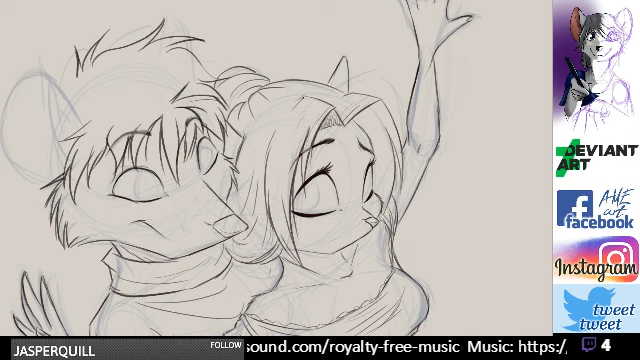 DEVIANT
ART
AHE
art
facebook
Instagram
tweet
tweet
JASPERQUILL
FOLLOW
sound.com/royalty-free-music Music: https:/
4